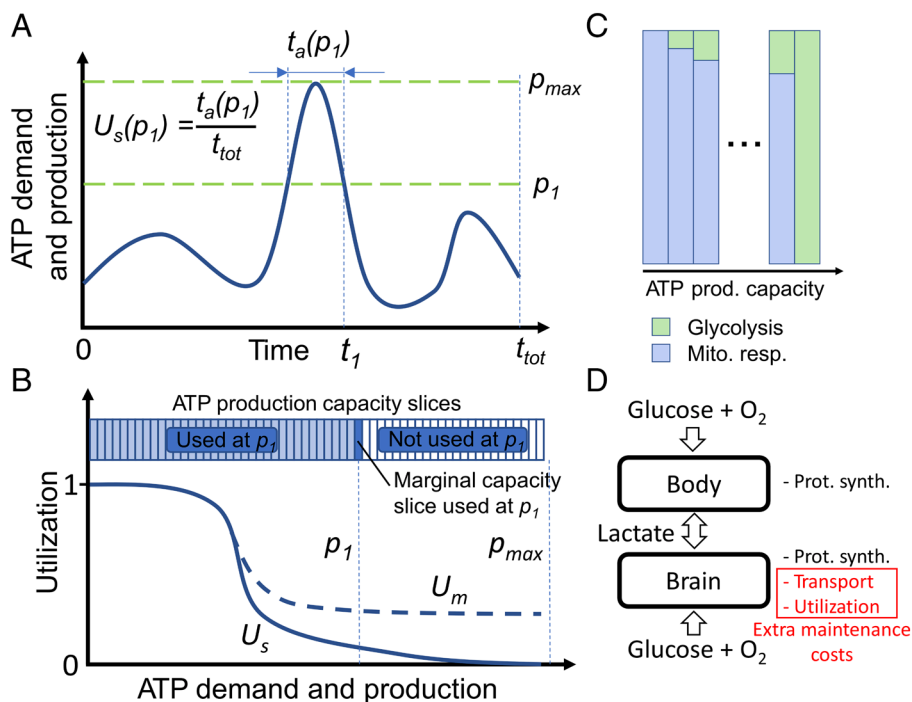 A
t_a(p_1)
p_max
U_s(p_1) = t_a(p_1)
t_tot
p_1
ATP demand
and production
0
Time
t_1
t_tot
B
ATP production capacity slices
Used at p_1
Not used at p_1
Marginal capacity
slice used at p_1
1
p_1
p_max
Utilization
U_m
U_s
0
ATP demand and production
C
...
ATP prod. capacity
Glycolysis
Mito. resp.
D
Glucose + O_2
Body
- Prot. synth.
Lactate
- Prot. synth.
Brain
- Transport
- Utilization
Extra maintenance
costs
Glucose + O_2